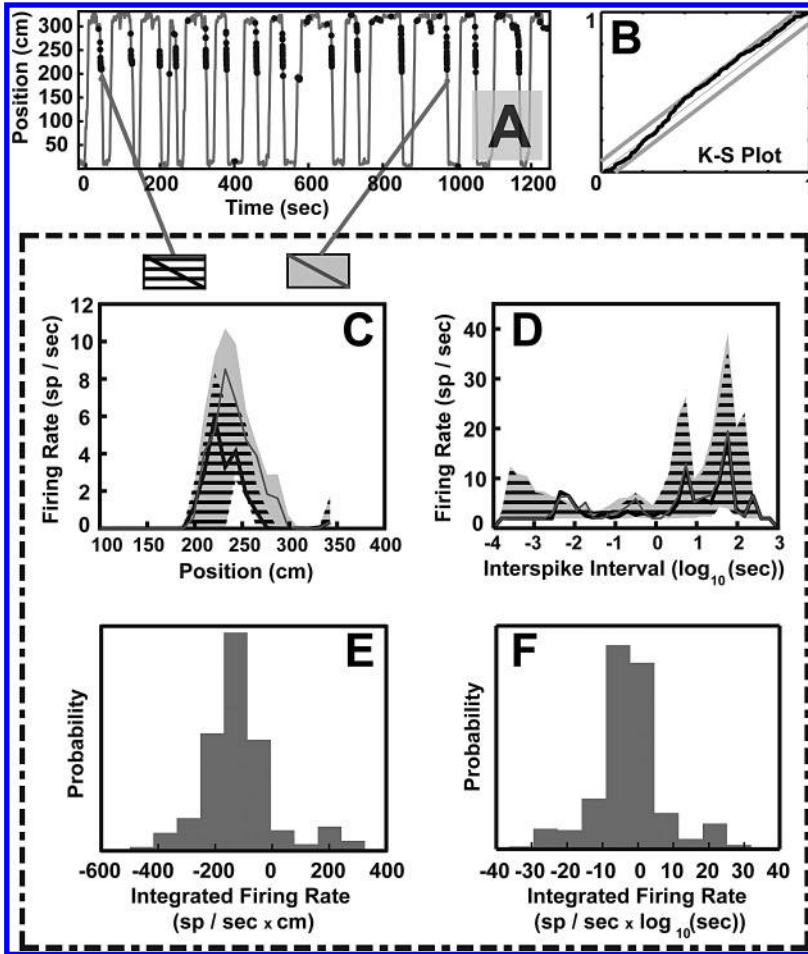 A
Position (cm)
300
250
200
150
100
50
0 200 400 600 800 1000 1200
Time (sec)
B
1
0
K-S Plot
C
Firing Rate (sp / sec)
12
10
8
6
4
2
0
100 150 200 250 300 350 400
Position (cm)
D
Firing Rate (sp / sec)
40
30
20
10
0
-4 -3 -2 -1 0 1 2 3
Interspike Interval (log10(sec))
E
Probability
-600 -400 -200 0 200 400
Integrated Firing Rate
(sp / sec x cm)
F
Probability
-40 -30 -20 -10 0 10 20 30 40
Integrated Firing Rate
(sp / sec x log10(sec))